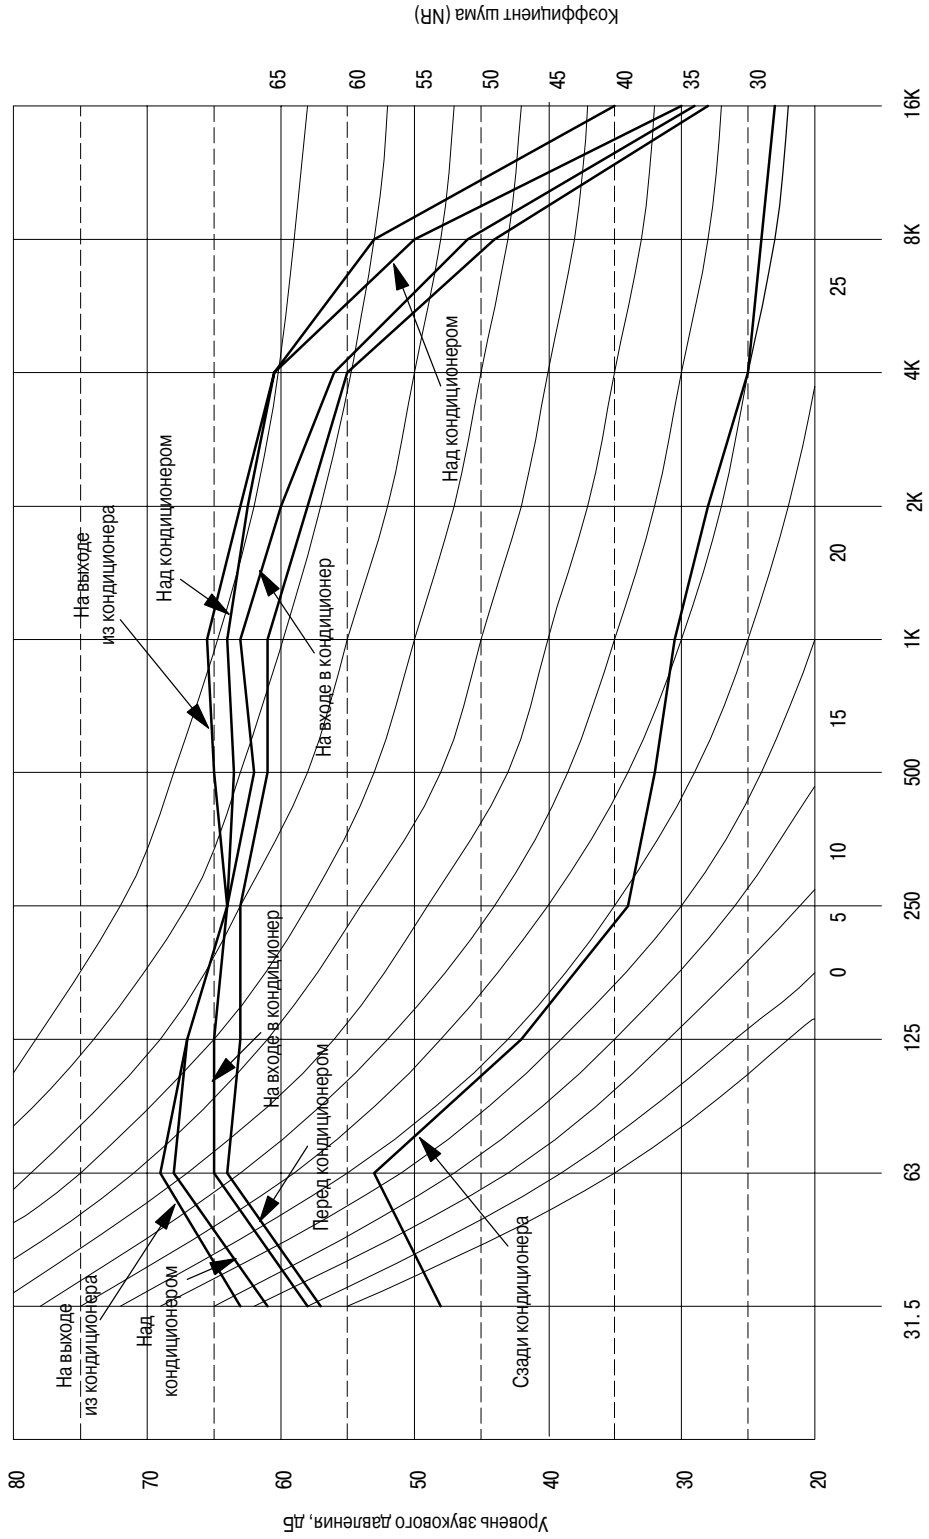 Коэффициент шума (NR)
65
60
55
50
45
40
35
30
16K
8K
4K
2K
1K
500
250
125
63
31.5
25
20
15
10
5
0
На выходе
из кондиционера
Над кондиционером
На входе в кондиционер
Над кондиционером
На входе в кондиционер
Перед кондиционером
На выходе
из кондиционера
Над
кондиционером
Сзади кондиционера
80
70
60
50
40
30
20
Уровень звукового давления, дБ